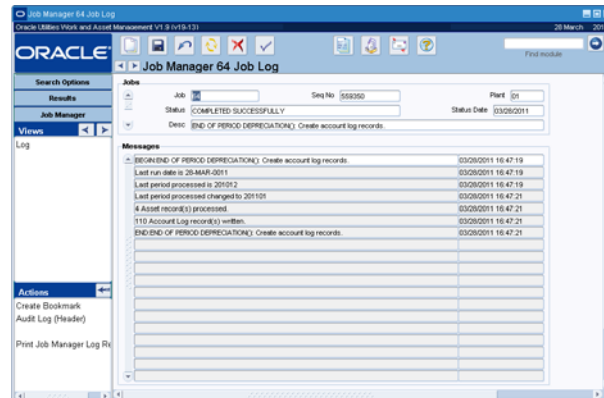 Job Manager 64 Job Log
Oracle Utilities Work and Asset Management V1.9 (v19-13)
28 March 201
ORACLE
Find module
Job Manager 64 Job Log
Search Options
Results
Job Manager
Views
Log
Jobs
Job 64 Seq No 559350 Plant 01
Status COMPLETED SUCCESSFULLY Status Date 03/28/2011
Desc END OF PERIOD DEPRECIATION(): Create account log records.
Messages
BEGIN:END OF PERIOD DEPRECIATION(): Create account log records. 03/28/2011 16:47:19
Last run date is 28-MAR-0011 03/28/2011 16:47:19
Last period processed is 201012 03/28/2011 16:47:19
Last period processed changed to 201101 03/28/2011 16:47:21
4 Asset record(s) processed. 03/28/2011 16:47:21
110 Account Log record(s) written. 03/28/2011 16:47:21
END:END OF PERIOD DEPRECIATION(): Create account log records. 03/28/2011 16:47:21
Actions
Create Bookmark
Audit Log (Header)
Print Job Manager Log Re